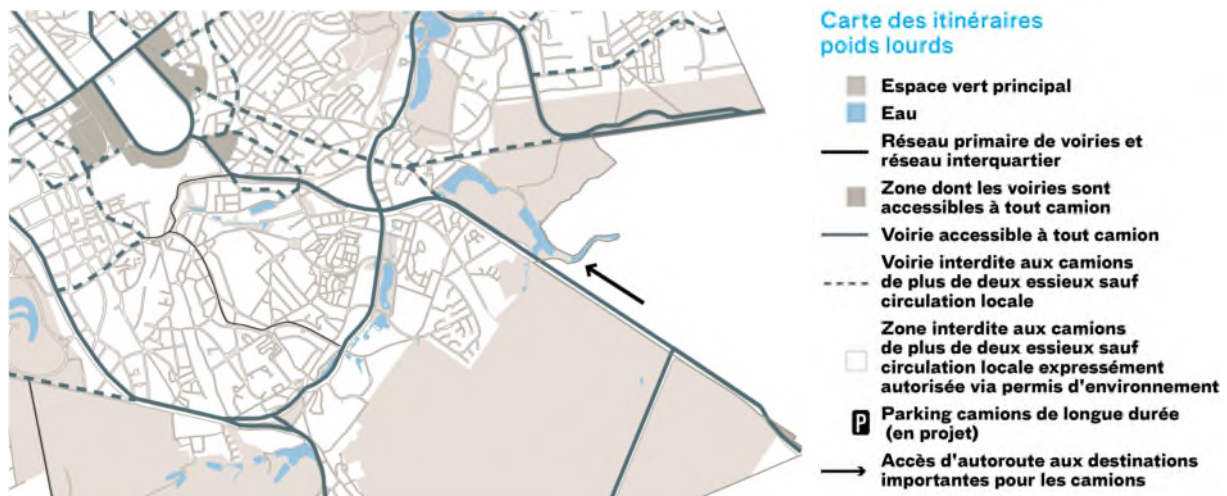 Carte des itinéraires
poids lourds
Espace vert principal
Eau
Réseau primaire de voiries et
réseau interquartier
Zone dont les voiries sont
accessibles à tout camion
Voirie accessible à tout camion
Voirie interdite aux camions
de plus de deux essieux sauf
circulation locale
Zone interdite aux camions
de plus de deux essieux sauf
circulation locale expressément
autorisée via permis d'environnement
P
Parking camions de longue durée
(en projet)
Accès d'autoroute aux destinations
importantes pour les camions